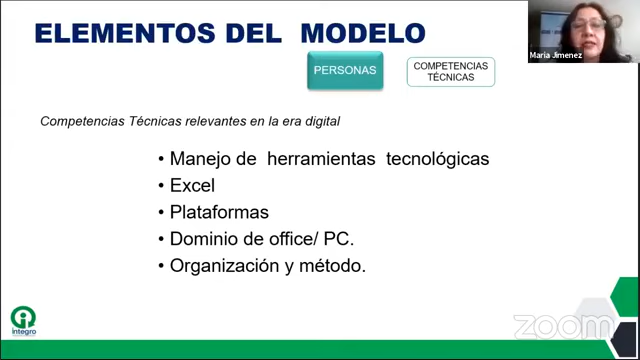 ELEMENTOS DEL MODELO
PERSONAS
COMPETENCIAS
TÉCNICAS
Maria Jimenez
Competencias Técnicas relevantes en la era digital
• Manejo de herramientas tecnológicas
• Excel
• Plataformas
• Dominio de office/ PC.
• Organización y método.
integro
zoom